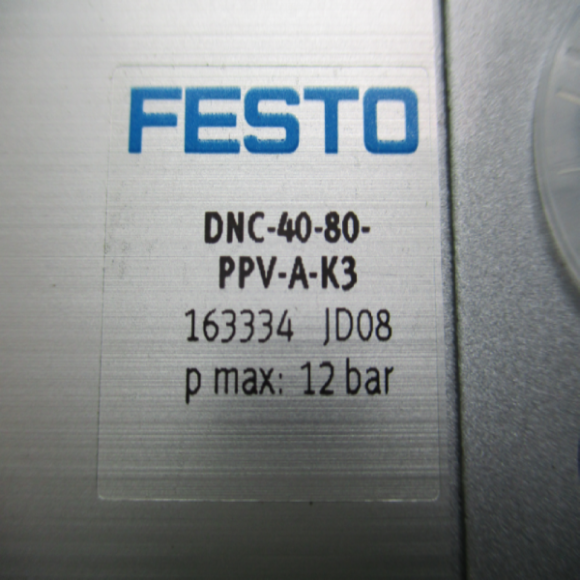 FESTO
DNC-40-80-
PPV-A-K3
163334 JD08
p max: 12 bar